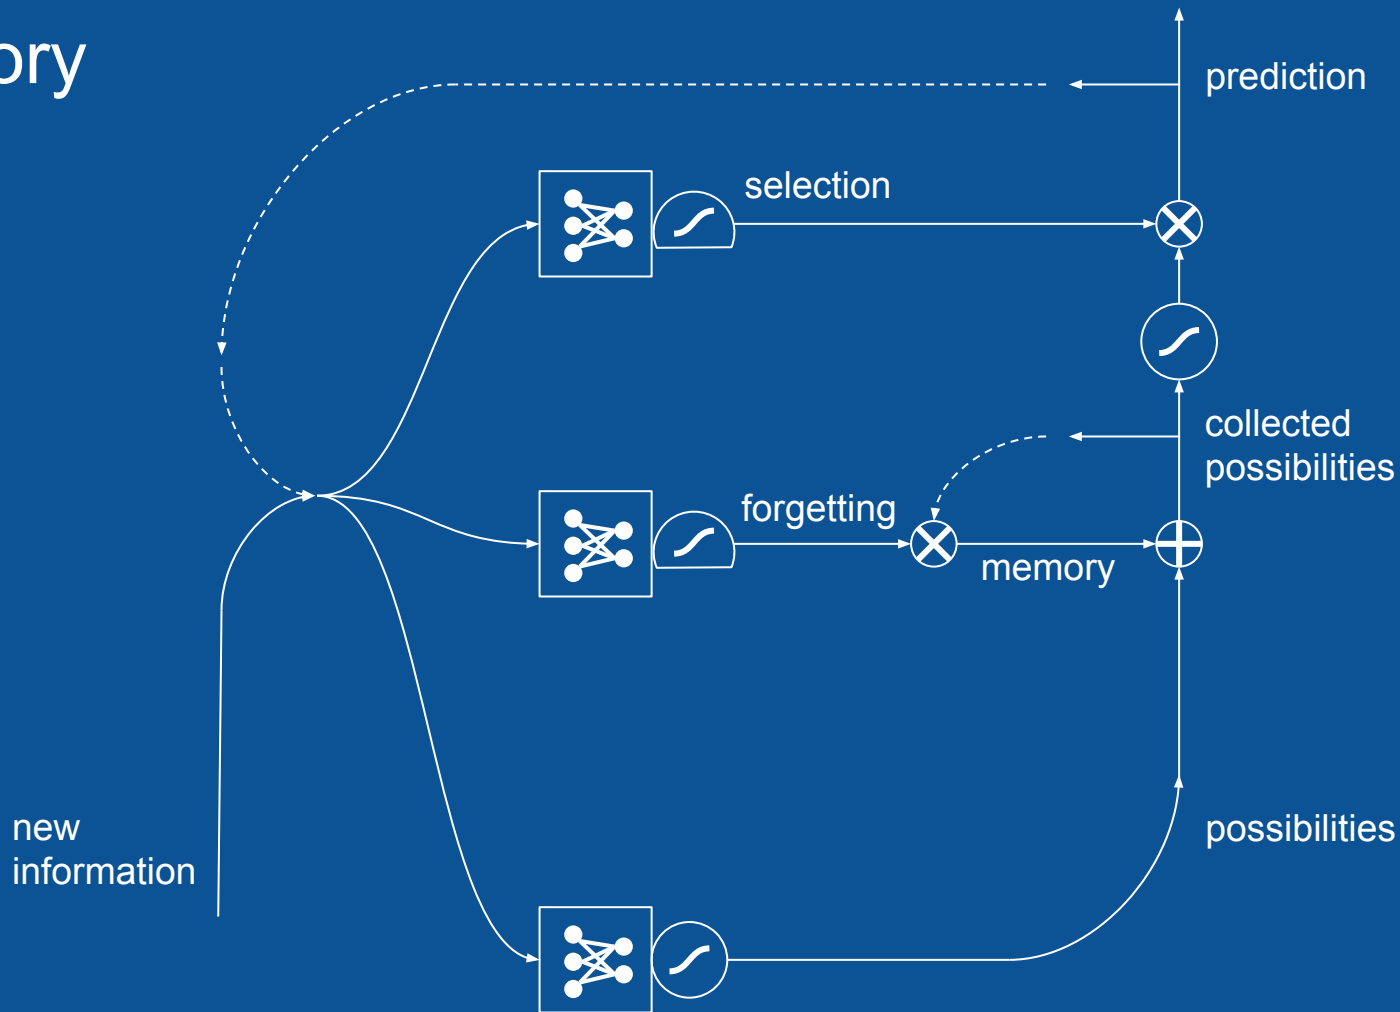 ory
prediction
selection
collected
possibilities
forgetting
memory
new
information
possibilities